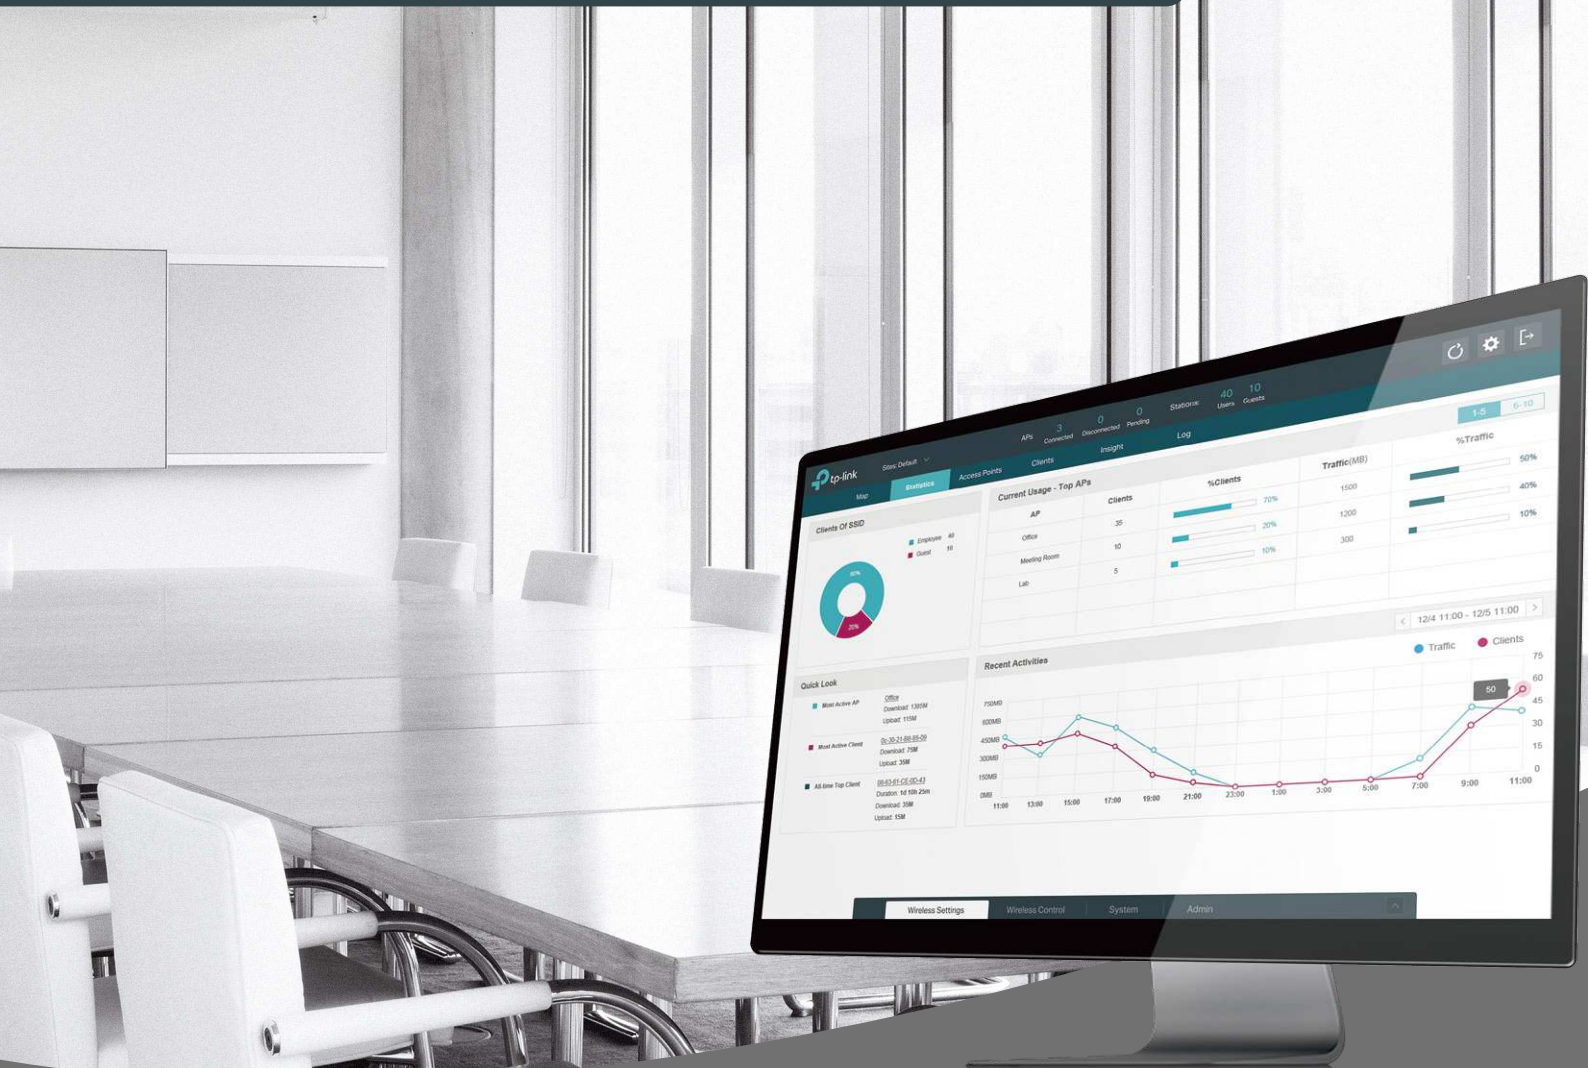 tp-link
Sites: Default
APs 3 Connected 0 Disconnected 0 Pending
Stations: 40 Users 10 Guests
Map Statistics Access Points Clients Insight Log
Clients Of SSID
Employee 40
Guest 10
80%
20%
Current Usage - Top APs
1-5 6-10
AP Clients %Clients Traffic(MB) %Traffic
Office 35 70% 1500 50%
Meeting Room 10 20% 1200 40%
Lab 5 10% 300 10%
Quick Look
Most Active AP Office
Download: 1385M
Upload: 115M
Most Active Client
Download: 75M
Upload: 35M
All-time Top Client
Duration: 1d 10h 25m
Download: 35M
Upload: 15M
Recent Activities
12/4 11:00 - 12/5 11:00
Traffic Clients
750MB 75
600MB 60
450MB 45
300MB 30
150MB 15
0MB 0
50
11:00 13:00 15:00 17:00 19:00 21:00 23:00 1:00 3:00 5:00 7:00 9:00 11:00
Wireless Settings Wireless Control System Admin